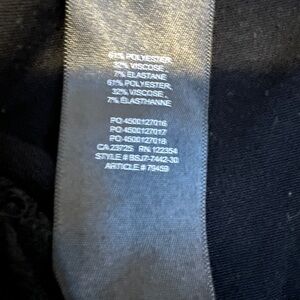 61% POLYESTER,
32% VISCOSE,
7% ELASTANE
61% POLYESTER,
32% VISCOSE,
7% ÉLASTHANNE
PO:4500127016
PO:4500127017
PO:4500127018
CA 23725 RN 122354
STYLE # BSJ7-7442-30
ARTICLE # 79459